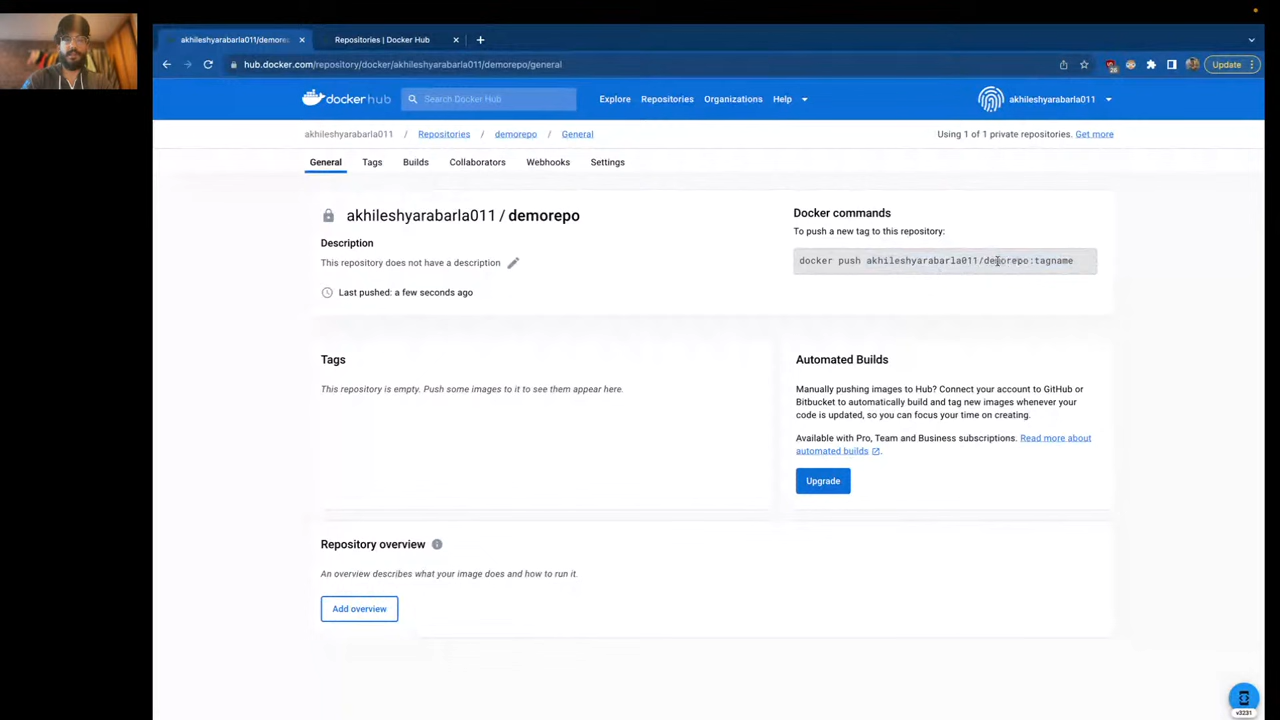 akhileshyarabarla011/demorepo
Repositories | Docker Hub
hub.docker.com/repository/docker/akhileshyarabarla011/demorepo/general
28
Update
dockerhub
Search Docker Hub
Explore
Repositories
Organizations
Help
akhileshyarabarla011
akhileshyarabarla011 / Repositories / demorepo / General
Using 1 of 1 private repositories. Get more
General
Tags
Builds
Collaborators
Webhooks
Settings
akhileshyarabarla011 / demorepo
Description
This repository does not have a description
Last pushed: a few seconds ago
Docker commands
To push a new tag to this repository:
docker push akhileshyarabarla011/demorepo:tagname
Tags
This repository is empty. Push some images to it to see them appear here.
Automated Builds
Manually pushing images to Hub? Connect your account to GitHub or
Bitbucket to automatically build and tag new images whenever your
code is updated, so you can focus your time on creating.
Available with Pro, Team and Business subscriptions. Read more about
automated builds.
Upgrade
Repository overview
An overview describes what your image does and how to run it.
Add overview
v3231